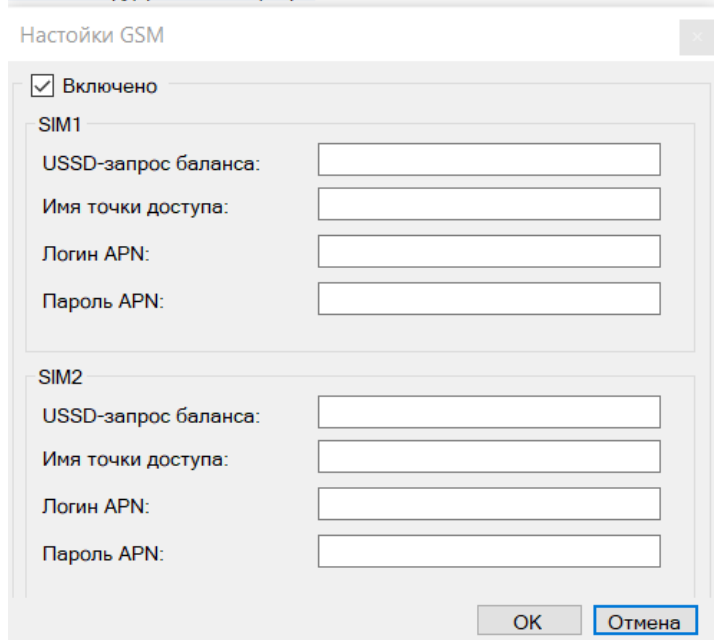 Настойки GSM
Включено
SIM1
USSD-запрос баланса:
Имя точки доступа:
Логин APN:
Пароль APN:
SIM2
USSD-запрос баланса:
Имя точки доступа:
Логин APN:
Пароль APN:
OK Отмена